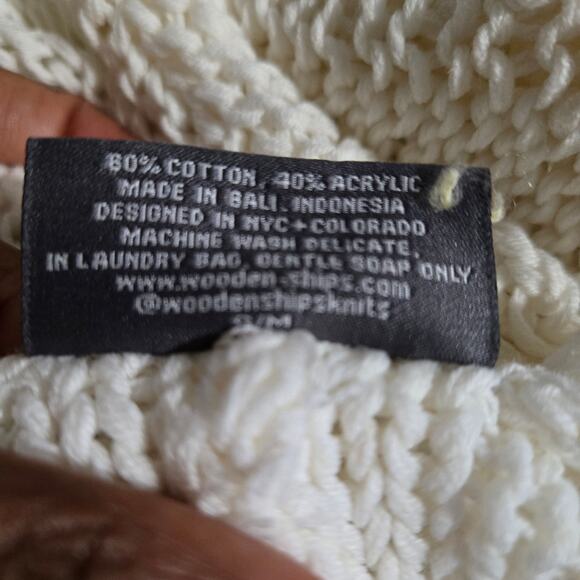 60% COTTON, 40% ACRYLIC
MADE IN BALI, INDONESIA
DESIGNED IN NYC+COLORADO
MACHINE WASH DELICATE,
IN LAUNDRY BAG, GENTLE SOAP ONLY
www.wooden-ships.com
@woodenshipsknits
S/M